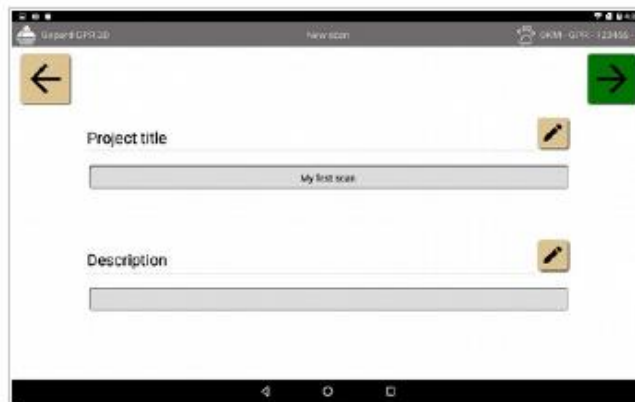 Gepard GPR 3D
New scan
OKM - GPR - 123456 -
Project title
My first scan
Description